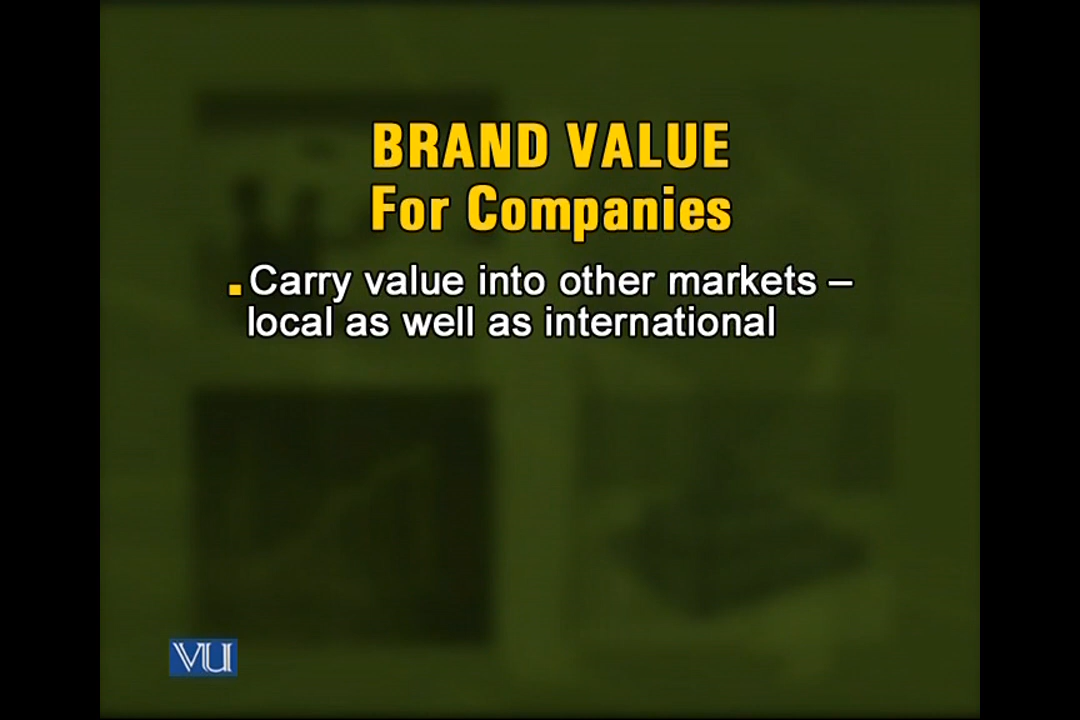 BRAND VALUE
For Companies
▪Carry value into other markets –
local as well as international
VU